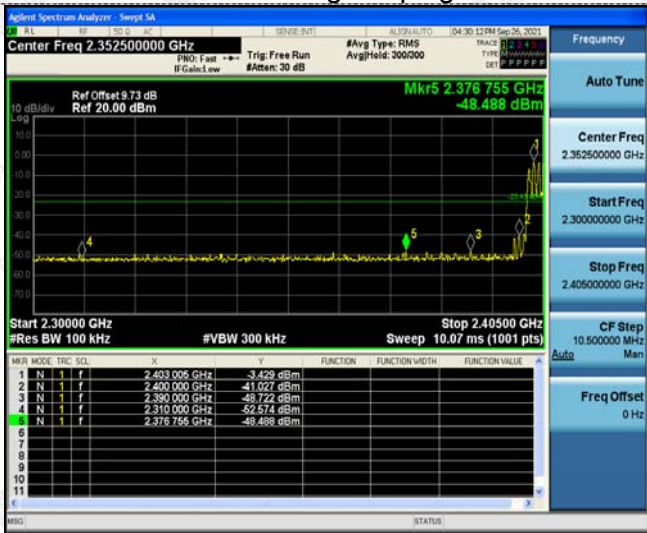 Agilent Spectrum Analyzer - Swept SA
RL RF 50 Ω AC SENSE:INT ALIGN AUTO 04:30:12 PM Sep 26, 2021
Center Freq 2.352500000 GHz
PNO: Fast
IFGain:Low
Trig: Free Run
#Atten: 30 dB
#Avg Type: RMS
Avg|Hold: 300/300
TRACE 1 2 3 4 5 6
TYPE
DET P P P P P P
Mkr5 2.376 755 GHz
-48.488 dBm
Ref Offset 9.73 dB
10 dB/div Ref 20.00 dBm
Log
10.0
0.00
-10.0
-20.0
-30.0
-40.0
-50.0
-60.0
-70.0
1
2
3
4
5
Start 2.30000 GHz Stop 2.40500 GHz
#Res BW 100 kHz #VBW 300 kHz Sweep 10.07 ms (1001 pts)
MKR MODE TRC SCL X Y FUNCTION FUNCTION WIDTH FUNCTION VALUE
1 N 1 f 2.403 005 GHz -3.429 dBm
2 N 1 f 2.400 000 GHz -41.027 dBm
3 N 1 f 2.390 000 GHz -48.722 dBm
4 N 1 f 2.310 000 GHz -52.574 dBm
5 N 1 f 2.376 755 GHz -48.488 dBm
6
7
8
9
10
11
MSG STATUS
Frequency
Auto Tune
Center Freq
2.352500000 GHz
Start Freq
2.300000000 GHz
Stop Freq
2.405000000 GHz
CF Step
10.500000 MHz
Auto Man
Freq Offset
0 Hz